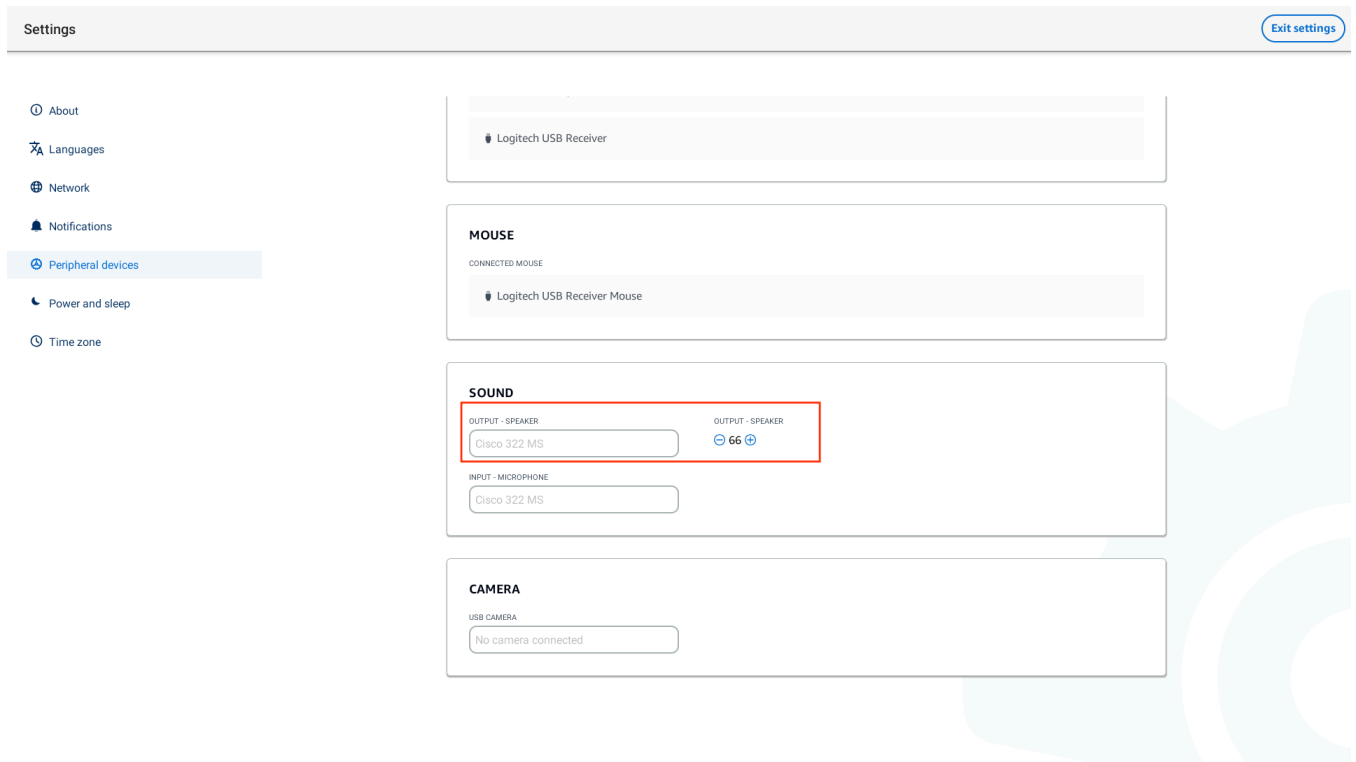 Settings
Exit settings
About
Languages
Network
Notifications
Peripheral devices
Power and sleep
Time zone
Logitech USB Receiver
MOUSE
CONNECTED MOUSE
Logitech USB Receiver Mouse
SOUND
OUTPUT - SPEAKER
Cisco 322 MS
OUTPUT - SPEAKER
66
INPUT - MICROPHONE
Cisco 322 MS
CAMERA
USB CAMERA
No camera connected